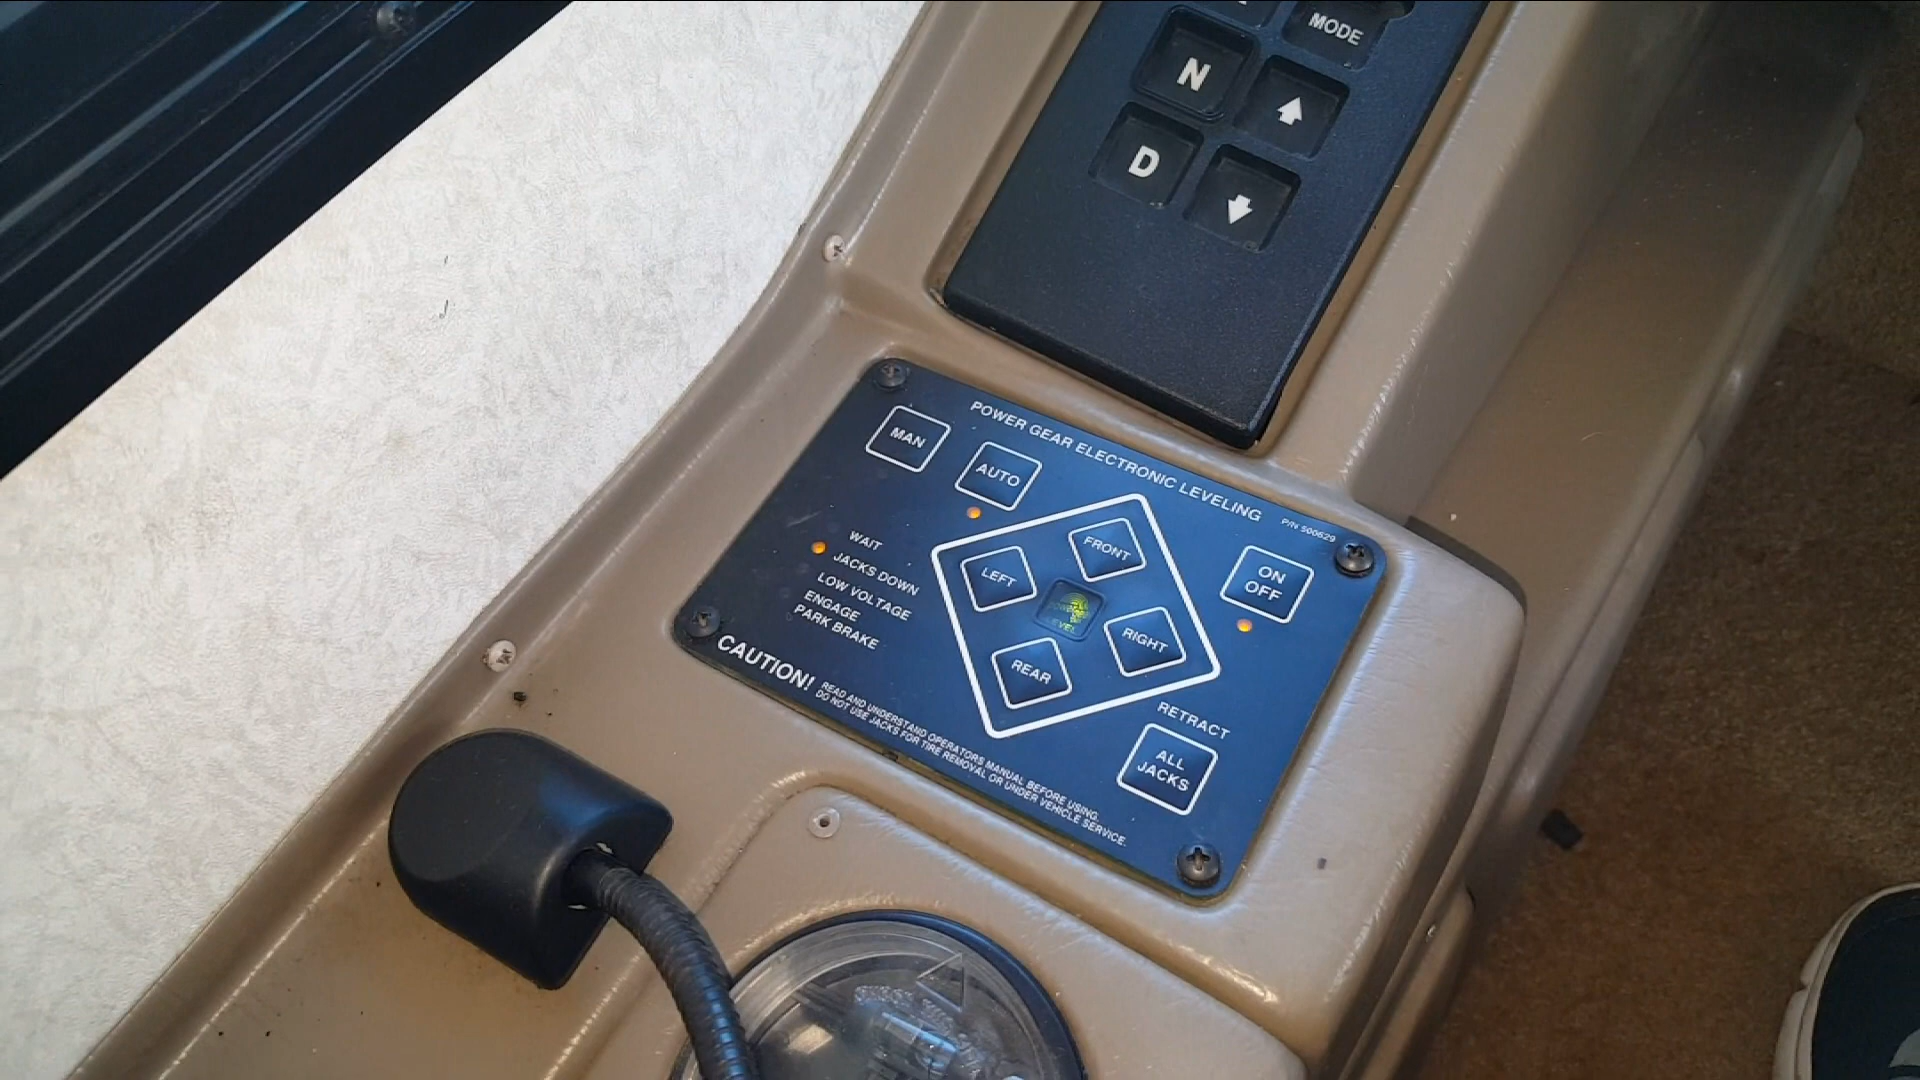 MODE
N
D
POWER GEAR ELECTRONIC LEVELING
P/N 500629
MAN
AUTO
WAIT
JACKS DOWN
LOW VOLTAGE
ENGAGE
PARK BRAKE
FRONT
LEFT
RIGHT
REAR
LEVEL
ON
OFF
RETRACT
ALL
JACKS
CAUTION!
READ AND UNDERSTAND OPERATORS MANUAL BEFORE USING.
DO NOT USE JACKS FOR TIRE REMOVAL OR UNDER VEHICLE SERVICE.